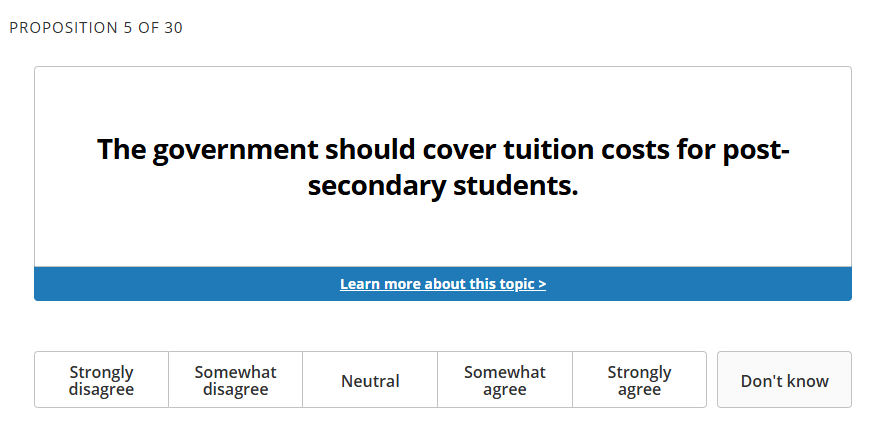 PROPOSITION 5 OF 30
The government should cover tuition costs for post-
secondary students.
Learn more about this topic >
Strongly
disagree
Somewhat
disagree
Neutral
Somewhat
agree
Strongly
agree
Don't know